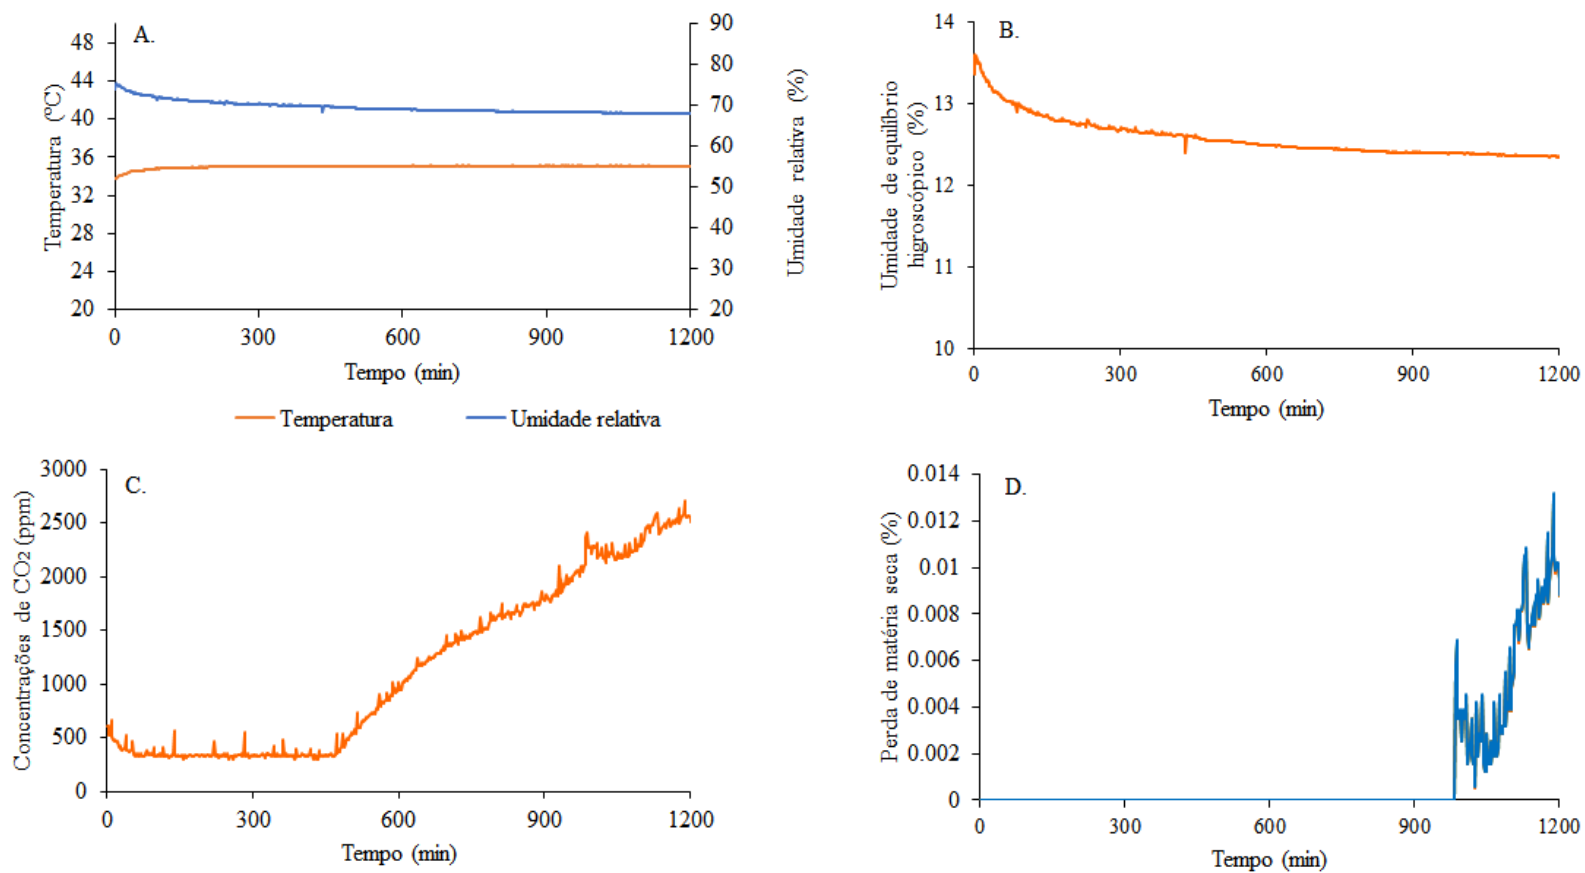 A.
48
44
40
36
32
28
24
20
Temperatura (ºC)
90
80
70
60
50
40
30
20
Umidade relativa (%)
0 300 600 900 1200
Tempo (min)
Temperatura Umidade relativa
B.
14
13
12
11
10
Umidade de equilíbrio
higroscópico (%)
0 300 600 900 1200
Tempo (min)
C.
3000
2500
2000
1500
1000
500
0
Concentrações de CO2 (ppm)
0 300 600 900 1200
Tempo (min)
D.
0.014
0.012
0.01
0.008
0.006
0.004
0.002
0
Perda de matéria seca (%)
0 300 600 900 1200
Tempo (min)